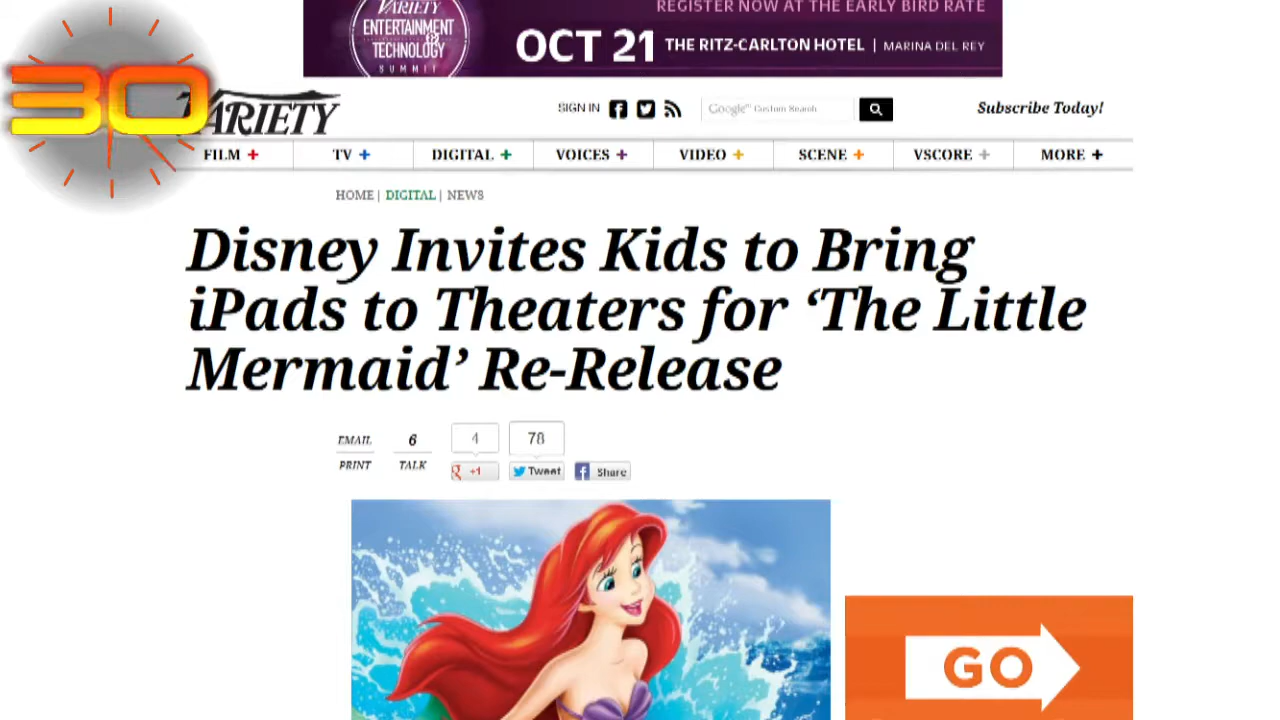 REGISTER NOW AT THE EARLY BIRD RATE
VARIETY
ENTERTAINMENT
TECHNOLOGY
SUMMIT
OCT 21 THE RITZ-CARLTON HOTEL | MARINA DEL REY
30
VARIETY
SIGN IN
Google™ Custom Search
Subscribe Today!
FILM + TV + DIGITAL + VOICES + VIDEO + SCENE + VSCORE + MORE +
HOME | DIGITAL | NEWS
Disney Invites Kids to Bring
iPads to Theaters for ‘The Little
Mermaid’ Re-Release
EMAIL 6 4 78
PRINT TALK +1 Tweet Share
GO